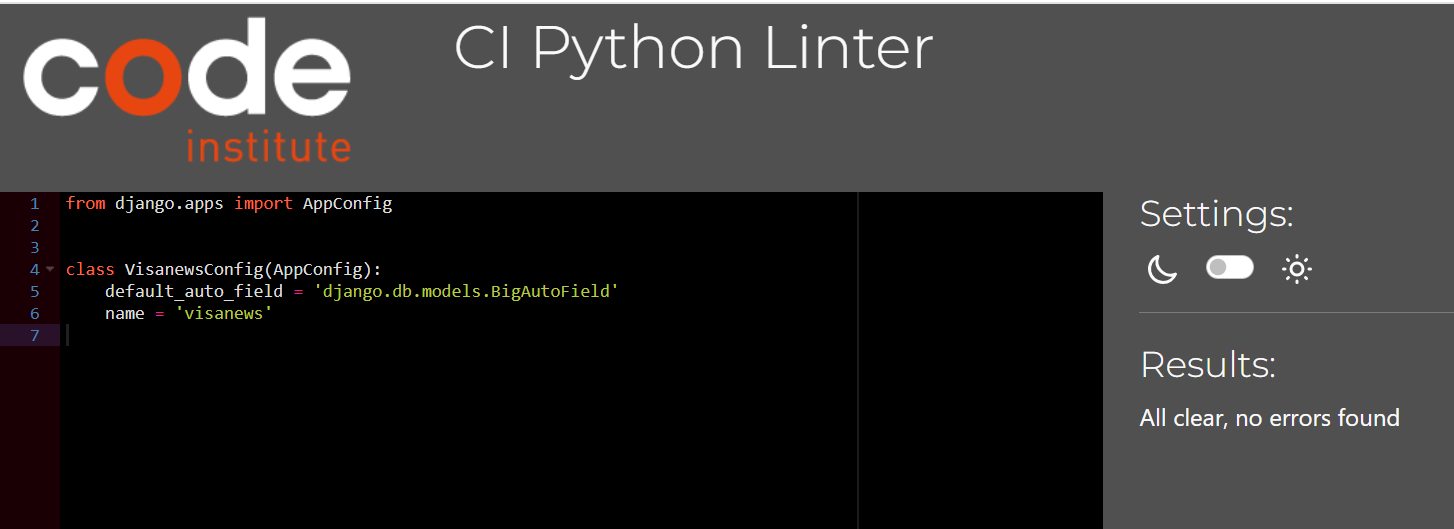 code
institute
CI Python Linter
1 from django.apps import AppConfig
2
3
4 class VisanewsConfig(AppConfig):
5     default_auto_field = 'django.db.models.BigAutoField'
6     name = 'visanews'
7
Settings:
Results:
All clear, no errors found